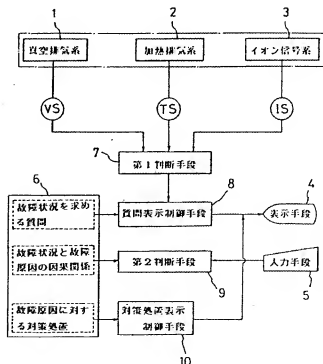 1
2
3
真空排気系
加熱排気系
イオン信号系
VS
TS
IS
7
第1判断手段
6
8
4
故障状況を求め
る質問
質問表示制御手段
表示手段
故障状況と故障
原因の因果関係
第2判断手段
入力手段
9
5
故障原因に対す
る対策処置
対策処置表示
制御手段
10